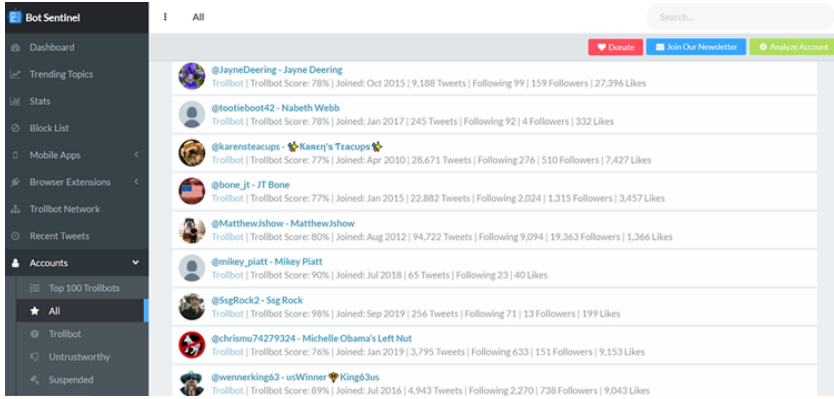 Bot Sentinel
All
Search...
Donate
Join Our Newsletter
Analyze Account
Dashboard
Trending Topics
Stats
Block List
Mobile Apps
Browser Extensions
Trollbot Network
Recent Tweets
Accounts
Top 100 Trollbots
All
Trollbot
Untrustworthy
Suspended
@JayneDeering - Jayne Deering
Trollbot | Trollbot Score: 78% | Joined: Oct 2015 | 9,188 Tweets | Following 99 | 159 Followers | 27,396 Likes
@tootieboot42 - Nabeth Webb
Trollbot | Trollbot Score: 78% | Joined: Jan 2017 | 245 Tweets | Following 92 | 4 Followers | 332 Likes
@karensteacups - Kaяεη's Tεacups
Trollbot | Trollbot Score: 77% | Joined: Apr 2010 | 28,671 Tweets | Following 276 | 510 Followers | 7,427 Likes
@bone_jt - JT Bone
Trollbot | Trollbot Score: 77% | Joined: Jan 2015 | 22,882 Tweets | Following 2,024 | 1,315 Followers | 3,457 Likes
@MatthewJshow - MatthewJshow
Trollbot | Trollbot Score: 80% | Joined: Aug 2012 | 94,722 Tweets | Following 9,094 | 19,363 Followers | 1,366 Likes
@mikey_piatt - Mikey Piatt
Trollbot | Trollbot Score: 90% | Joined: Jul 2018 | 65 Tweets | Following 23 | 40 Likes
@SsgRock2 - Ssg Rock
Trollbot | Trollbot Score: 98% | Joined: Sep 2019 | 256 Tweets | Following 71 | 13 Followers | 199 Likes
@chrismu74279324 - Michelle Obama's Left Nut
Trollbot | Trollbot Score: 76% | Joined: Jan 2019 | 3,795 Tweets | Following 633 | 151 Followers | 9,153 Likes
@wennerking63 - usWinner King63us
Trollbot | Trollbot Score: 89% | Joined: Jul 2016 | 4,943 Tweets | Following 2,270 | 738 Followers | 9,043 Likes